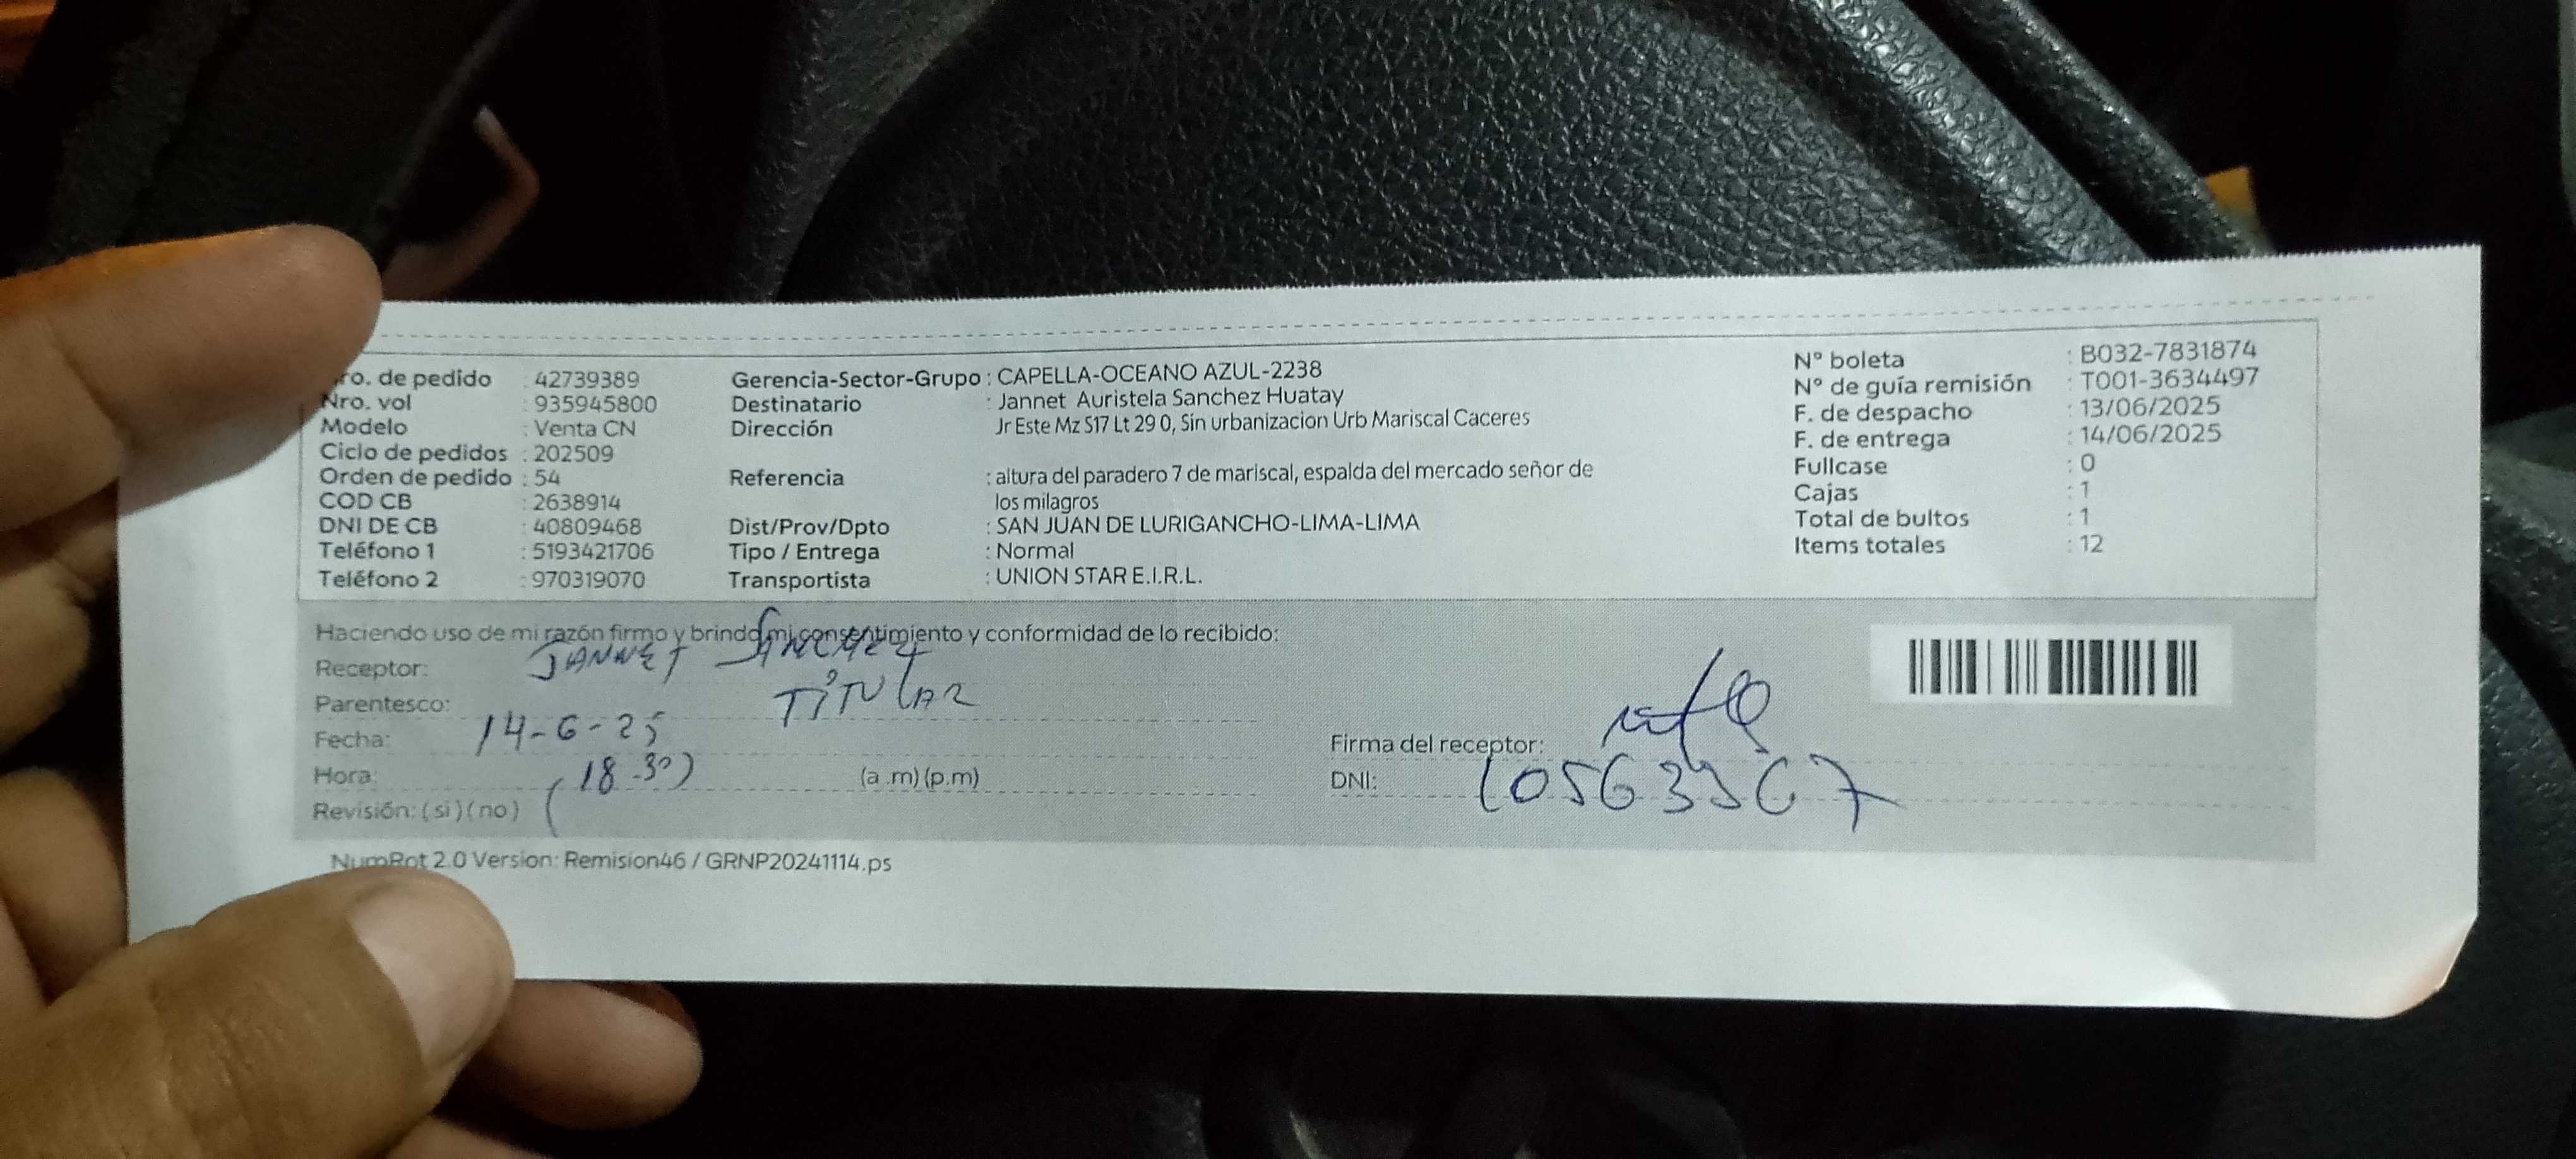 ro. de pedido : 42739389
Nro. vol : 935945800
Modelo : Venta CN
Ciclo de pedidos : 202509
Orden de pedido : 54
COD CB : 2638914
DNI DE CB : 40809468
Teléfono 1 : 5193421706
Teléfono 2 : 970319070
Gerencia-Sector-Grupo : CAPELLA-OCEANO AZUL-2238
Destinatario : Jannet Auristela Sanchez Huatay
Dirección Jr Este Mz S17 Lt 29 0, Sin urbanizacion Urb Mariscal Caceres
Referencia : altura del paradero 7 de mariscal, espalda del mercado señor de
los milagros
Dist/Prov/Dpto : SAN JUAN DE LURIGANCHO-LIMA-LIMA
Tipo / Entrega : Normal
Transportista : UNION STAR E.I.R.L.
N° boleta : B032-7831874
N° de guía remisión : T001-3634497
F. de despacho : 13/06/2025
F. de entrega : 14/06/2025
Fullcase : 0
Cajas : 1
Total de bultos : 1
Items totales : 12
Haciendo uso de mi razón firmo y brindo mi consentimiento y conformidad de lo recibido:
Receptor: JANNET SANCHEZ
Parentesco: TITULAR
Fecha: 14-6-25
Hora: (18-30) (a .m) (p.m)
Revisión: ( si ) ( no )
Firma del receptor:
DNI:
NumRot 2.0 Version: Remision46 / GRNP20241114.ps